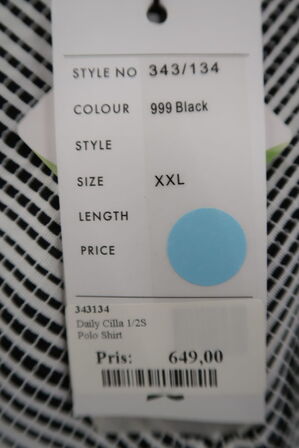 STYLE NO 343/134
COLOUR 999 Black
STYLE
SIZE XXL
LENGTH
PRICE
343134
Daily Cilla 1/2S
Polo Shirt
Pris: 649,00